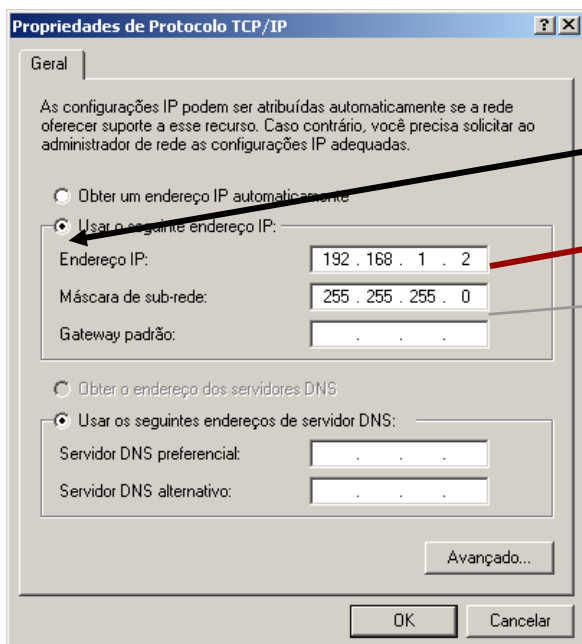 Propriedades de Protocolo TCP/IP
Geral
As configurações IP podem ser atribuídas automaticamente se a rede
oferecer suporte a esse recurso. Caso contrário, você precisa solicitar ao
administrador de rede as configurações IP adequadas.
Obter um endereço IP automaticamente
Usar o seguinte endereço IP:
Endereço IP: 192 . 168 . 1 . 2
Máscara de sub-rede: 255 . 255 . 255 . 0
Gateway padrão: . . .
Obter o endereço dos servidores DNS
Usar os seguintes endereços de servidor DNS:
Servidor DNS preferencial: . . .
Servidor DNS alternativo: . . .
Avançado...
OK Cancelar